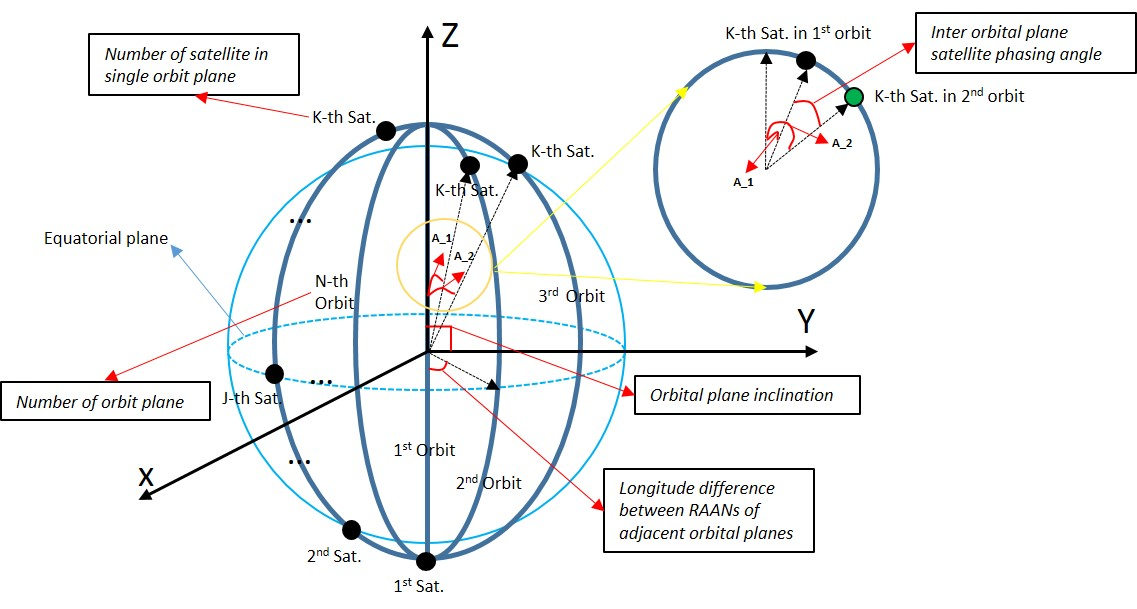 Number of satellite in
single orbit plane
Z
K-th Sat. in 1st orbit
Inter orbital plane
satellite phasing angle
K-th Sat. in 2nd orbit
A_2
A_1
K-th Sat.
K-th Sat.
K-th Sat.
...
Equatorial plane
A_1
A_2
N-th
Orbit
3rd Orbit
Y
Number of orbit plane
J-th Sat.
...
Orbital plane inclination
1st Orbit
...
X
2nd Orbit
Longitude difference
between RAANs of
adjacent orbital planes
2nd Sat.
1st Sat.